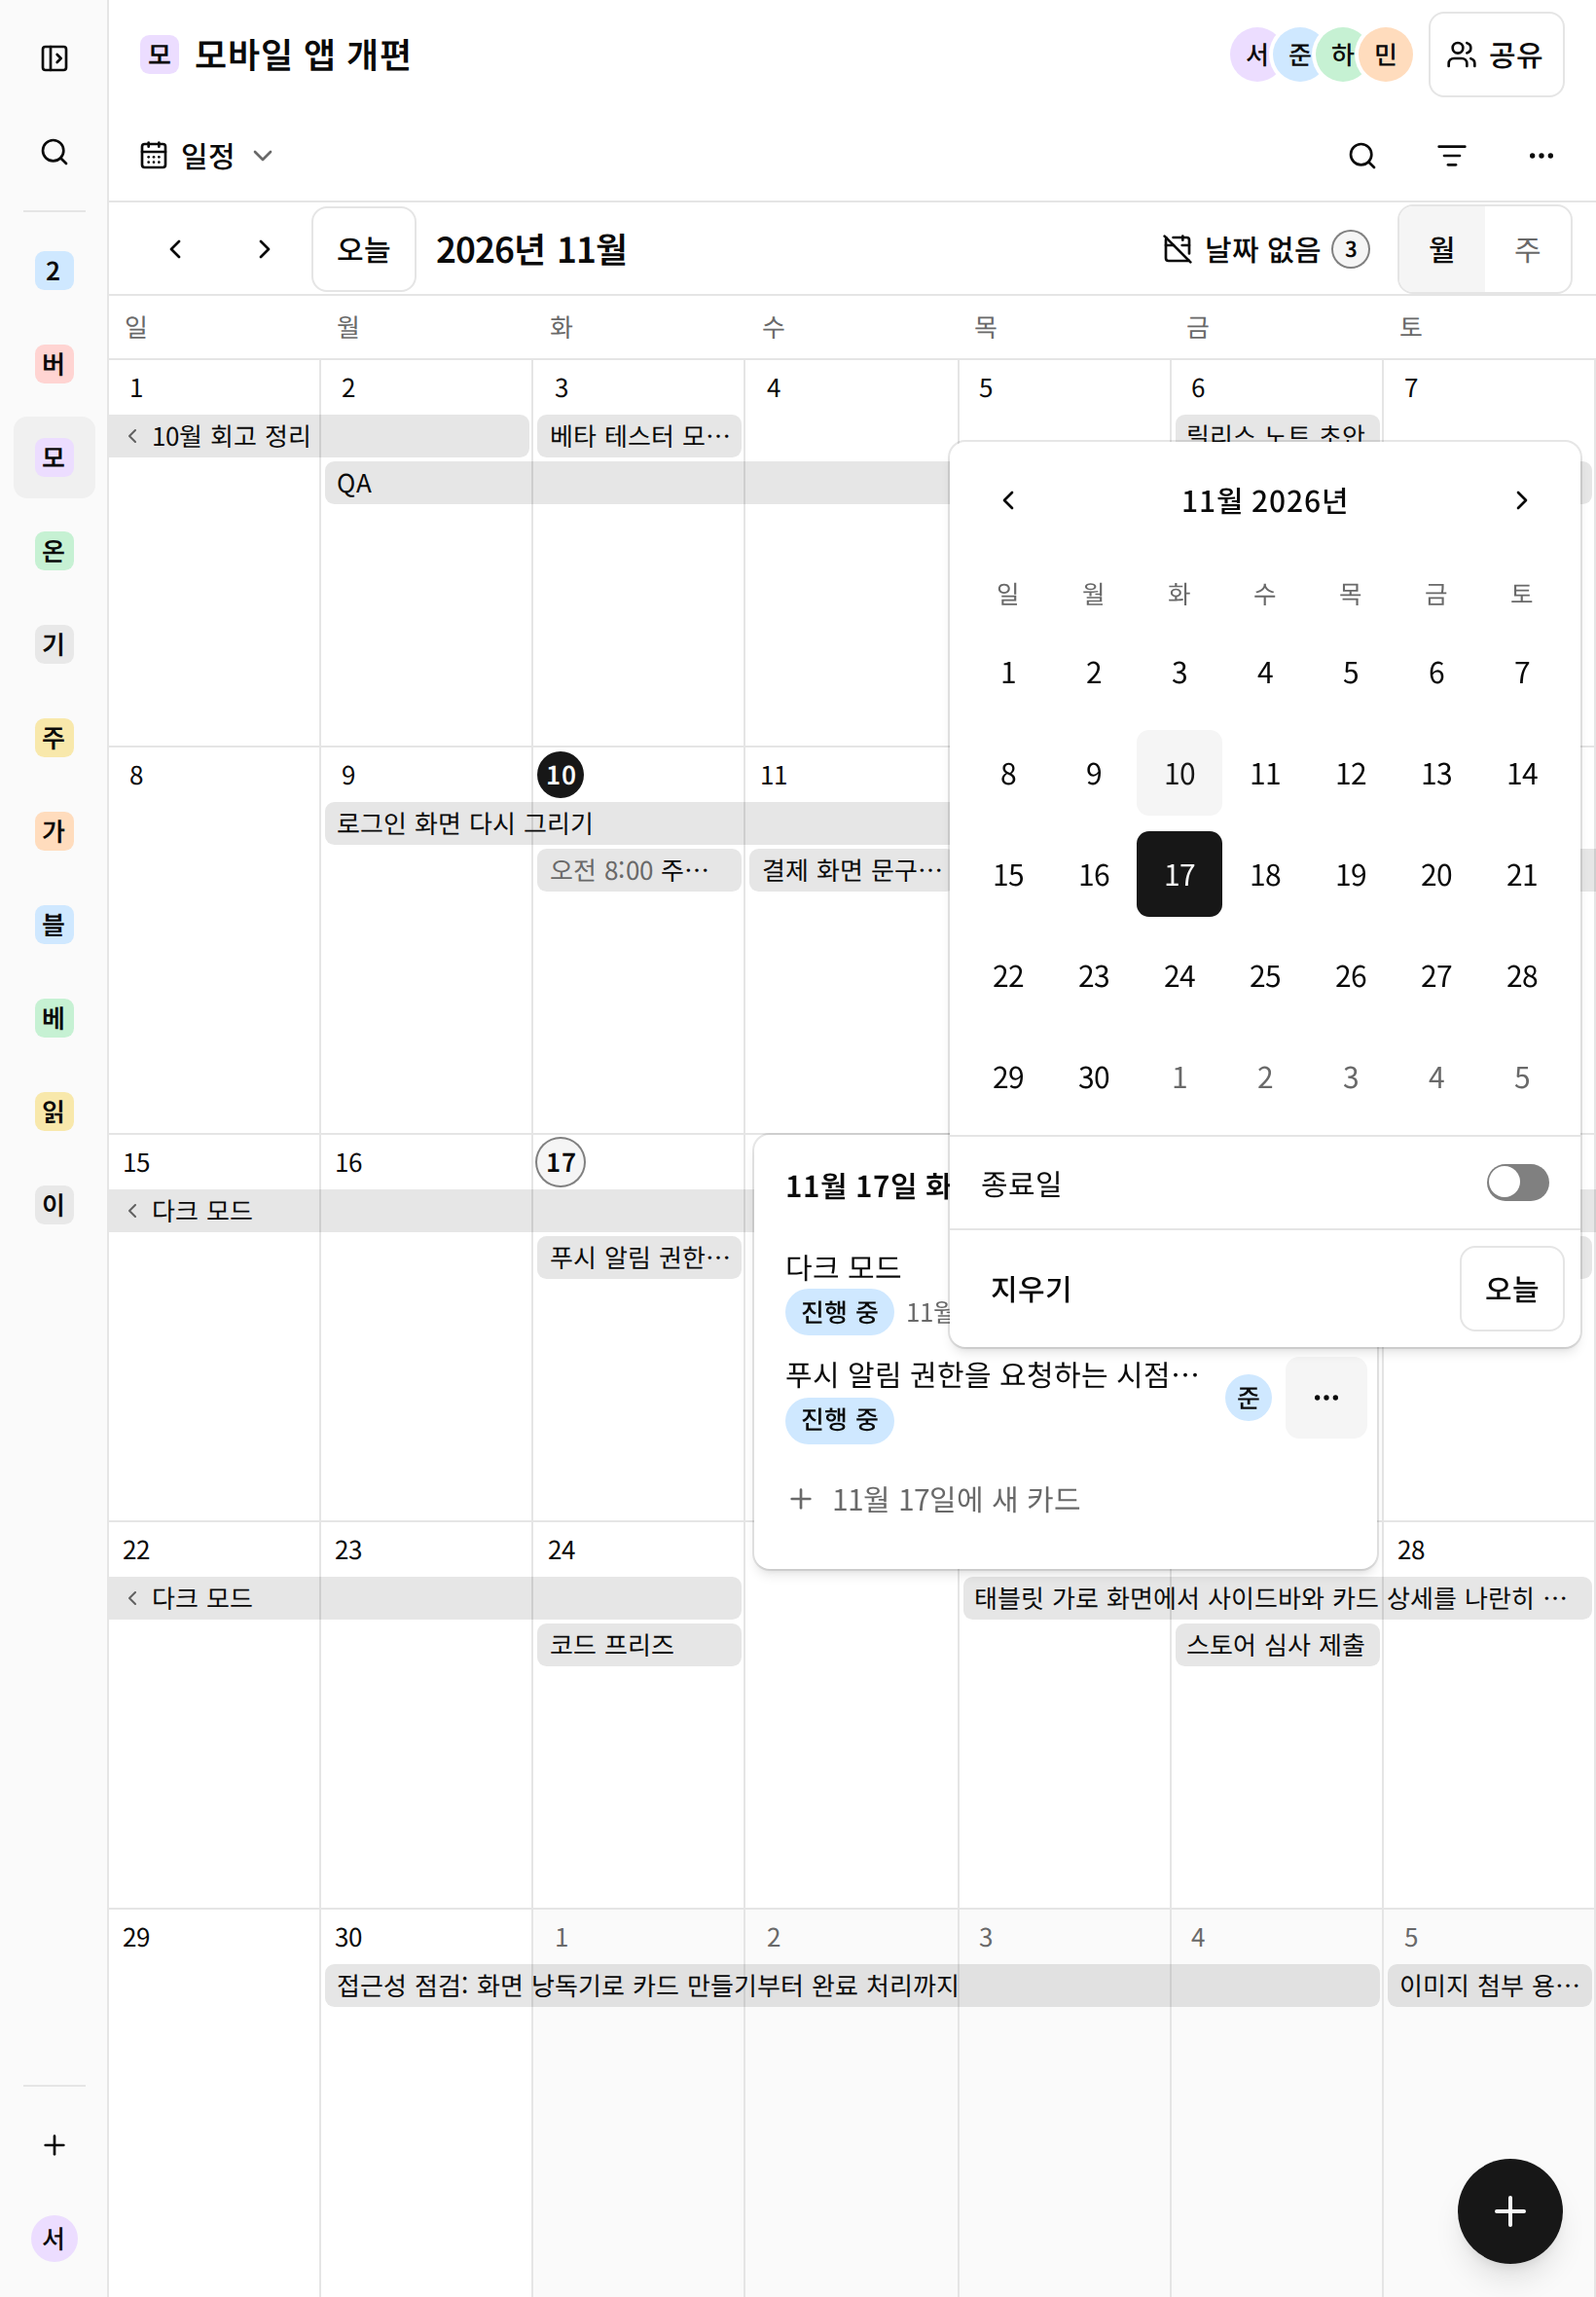 모 모바일 앱 개편
서 준 하 민 공유
일정
오늘 2026년 11월
날짜 없음 3 월 주
2
버
모
온
기
주
가
블
베
읽
이
서
일 월 화 수 목 금 토
1 2 3 4 5 6 7
10월 회고 정리 베타 테스터 모… 릴리스 노트 초안
QA
8 9 10 11
로그인 화면 다시 그리기
오전 8:00 주… 결제 화면 문구…
15 16 17
다크 모드
푸시 알림 권한…
22 23 24 28
다크 모드 태블릿 가로 화면에서 사이드바와 카드 상세를 나란히 …
코드 프리즈 스토어 심사 제출
29 30 1 2 3 4 5
접근성 점검: 화면 낭독기로 카드 만들기부터 완료 처리까지 이미지 첨부 용…
11월 2026년
일 월 화 수 목 금 토
1 2 3 4 5 6 7
8 9 10 11 12 13 14
15 16 17 18 19 20 21
22 23 24 25 26 27 28
29 30 1 2 3 4 5
종료일
지우기 오늘
11월 17일 화
다크 모드
진행 중 11월
푸시 알림 권한을 요청하는 시점… 준
진행 중
11월 17일에 새 카드